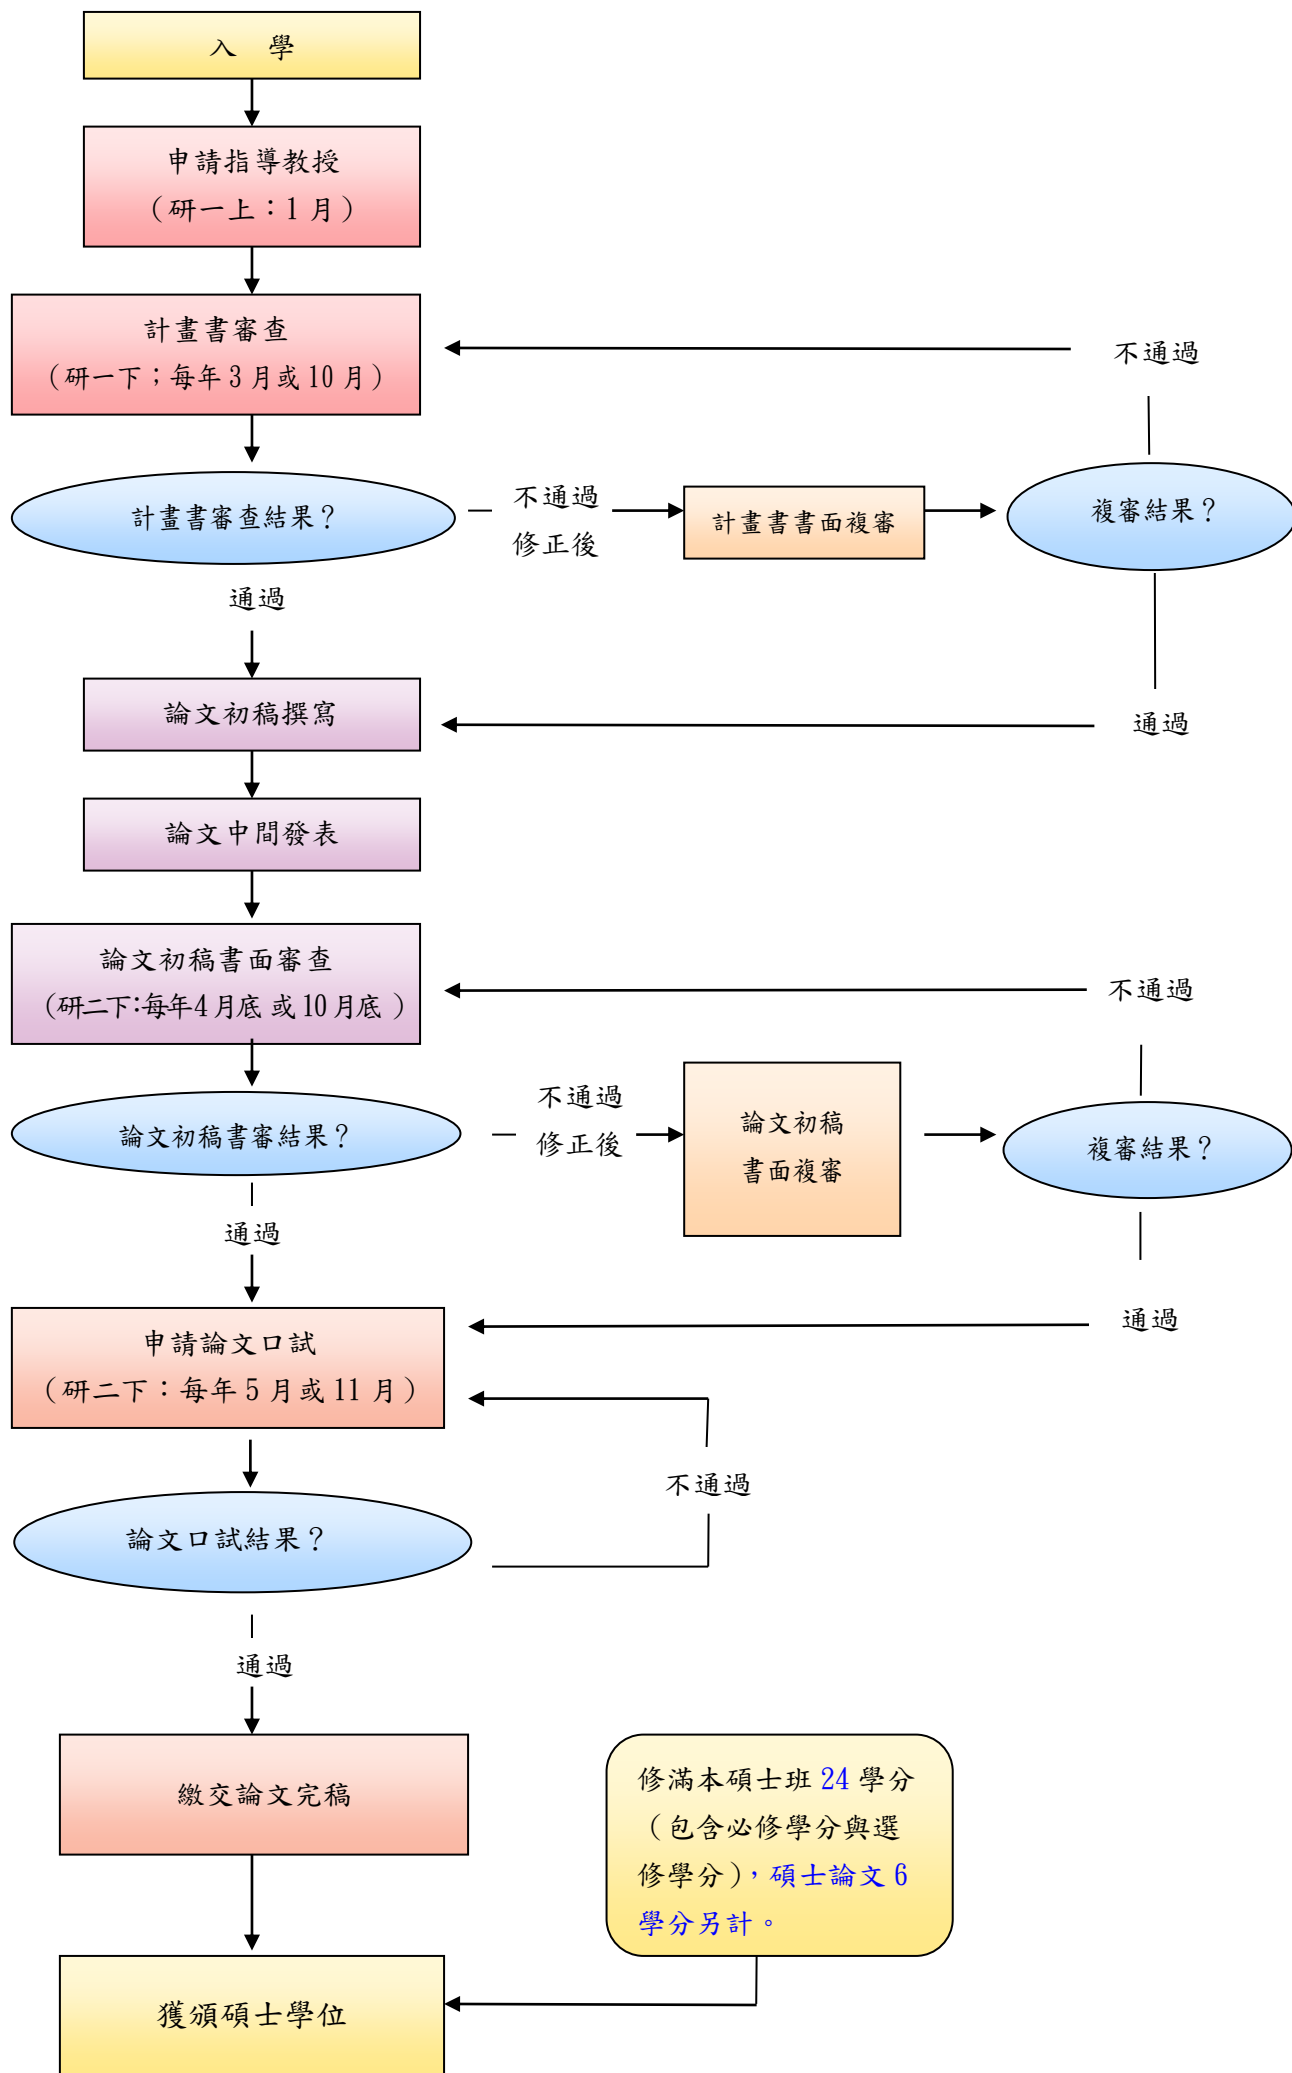 入 學
申請指導教授
（研一上：1 月）
計畫書審查
（研一下；每年 3 月或 10 月）
不通過
計畫書審查結果？
不通過
修正後
計畫書書面複審
複審結果？
通過
論文初稿撰寫
通過
論文中間發表
論文初稿書面審查
(研二下:每年4 月底 或 10 月底 )
不通過
論文初稿書審結果？
不通過
修正後
論文初稿
書面複審
複審結果？
通過
申請論文口試
（研二下：每年 5 月或 11 月）
通過
不通過
論文口試結果？
通過
繳交論文完稿
修滿本碩士班 24 學分
（包含必修學分與選
修學分），碩士論文 6
學分另計。
獲頒碩士學位